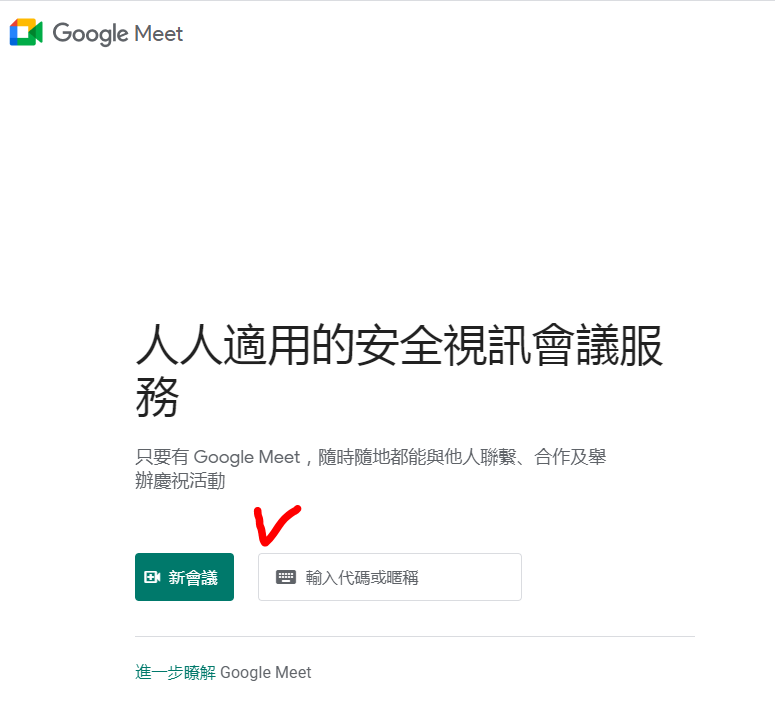 Google Meet
人人適用的安全視訊會議服
務
只要有 Google Meet，隨時隨地都能與他人聯繫、合作及舉
辦慶祝活動
新會議
輸入代碼或暱稱
進一步瞭解 Google Meet